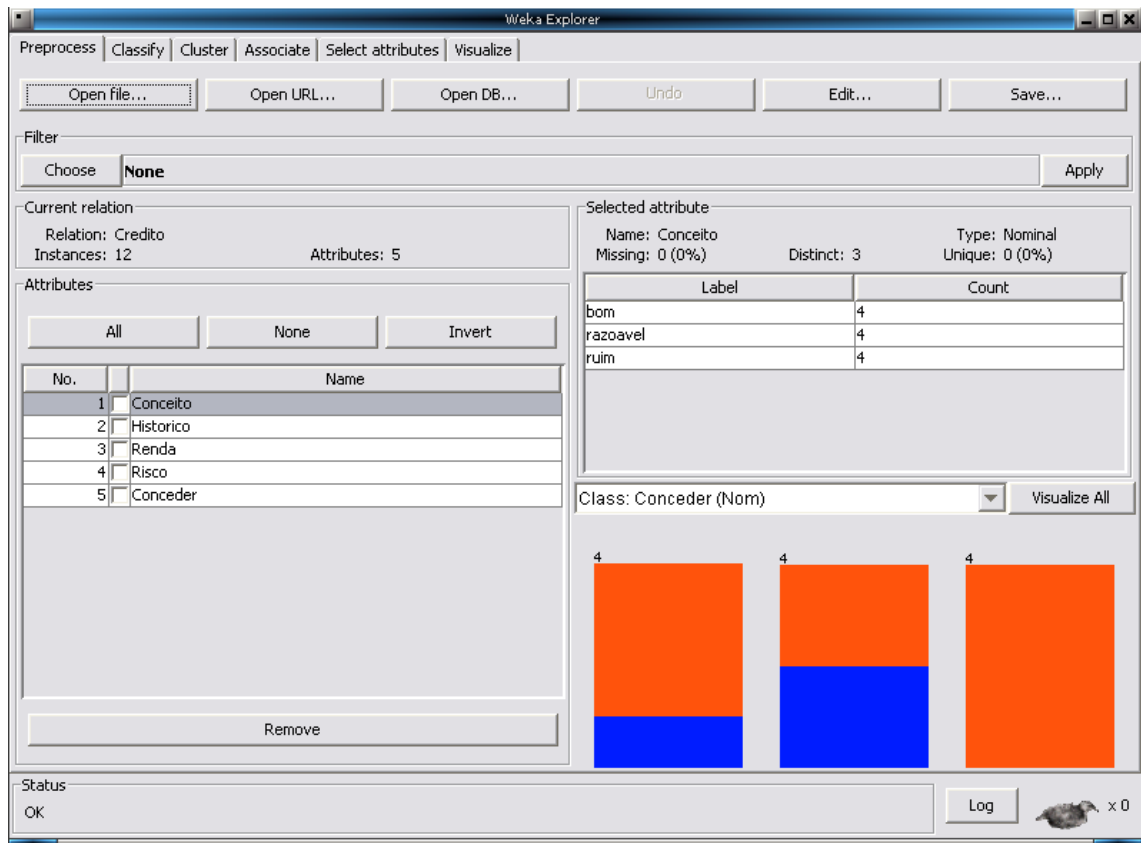 Weka Explorer
Preprocess Classify Cluster Associate Select attributes Visualize
Open file... Open URL... Open DB... Undo Edit... Save...
Filter
Choose None Apply
Current relation
Relation: Credito
Instances: 12 Attributes: 5
Attributes
All None Invert
No. Name
1 Conceito
2 Historico
3 Renda
4 Risco
5 Conceder
Remove
Selected attribute
Name: Conceito Type: Nominal
Missing: 0 (0%) Distinct: 3 Unique: 0 (0%)
Label Count
bom 4
razoavel 4
ruim 4
Class: Conceder (Nom) Visualize All
4 4 4
Status
OK
Log x 0